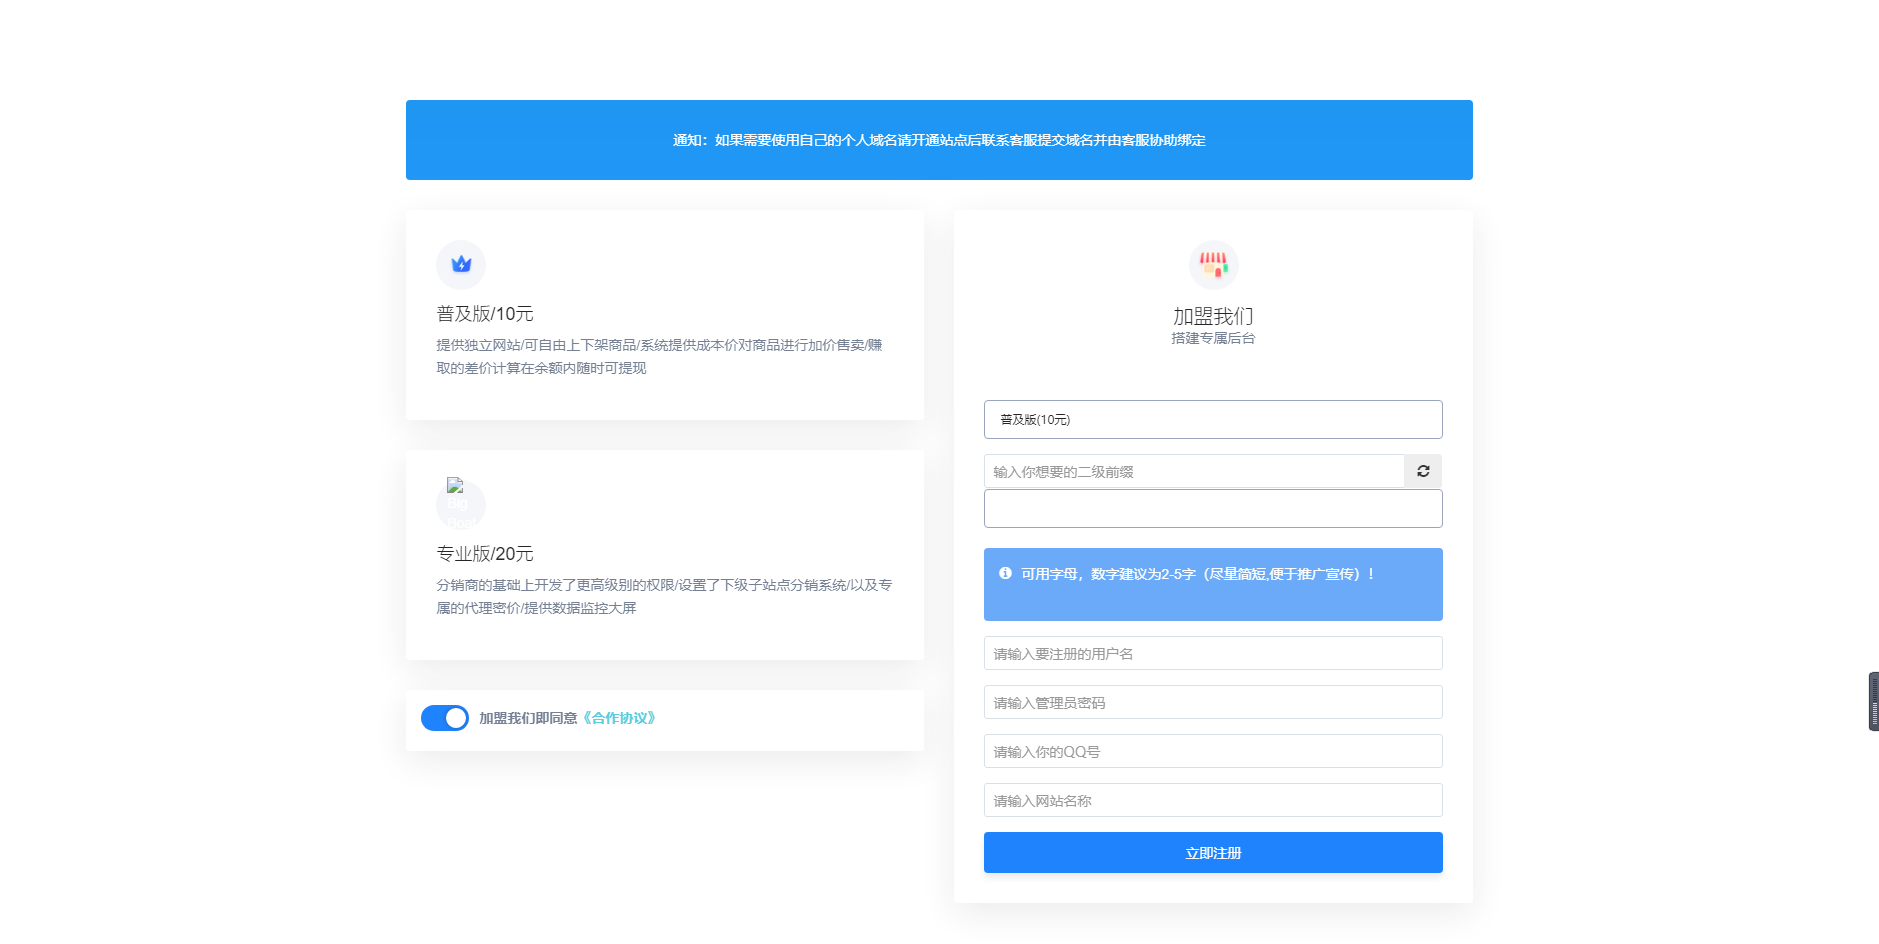 通知：如果需要使用自己的个人域名请开通站点后联系客服提交域名并由客服协助绑定
普及版/10元
提供独立网站/可自由上下架商品/系统提供成本价对商品进行加价售卖/赚
取的差价计算在余额内随时可提现
Big
Boat
专业版/20元
分销商的基础上开发了更高级别的权限/设置了下级子站点分销系统/以及专
属的代理密价/提供数据监控大屏
加盟我们即同意《合作协议》
加盟我们
搭建专属后台
普及版(10元)
输入你想要的二级前缀
可用字母，数字建议为2-5字（尽量简短,便于推广宣传）！
请输入要注册的用户名
请输入管理员密码
请输入你的QQ号
请输入网站名称
立即注册